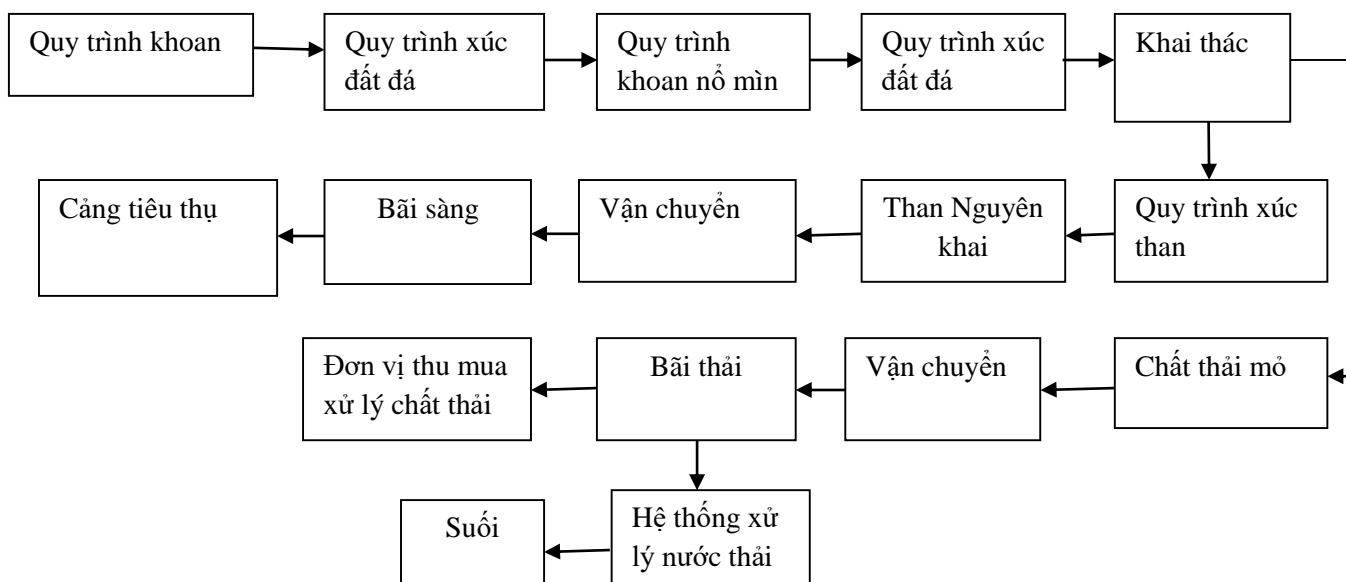 Quy trình khoan
Quy trình xúc
đất đá
Quy trình
khoan nổ mìn
Quy trình xúc
đất đá
Khai thác
Cảng tiêu thụ
Bãi sàng
Vận chuyển
Than Nguyên
khai
Quy trình xúc
than
Đơn vị thu mua
xử lý chất thải
Bãi thải
Vận chuyển
Chất thải mỏ
Suối
Hệ thống xử
lý nước thải